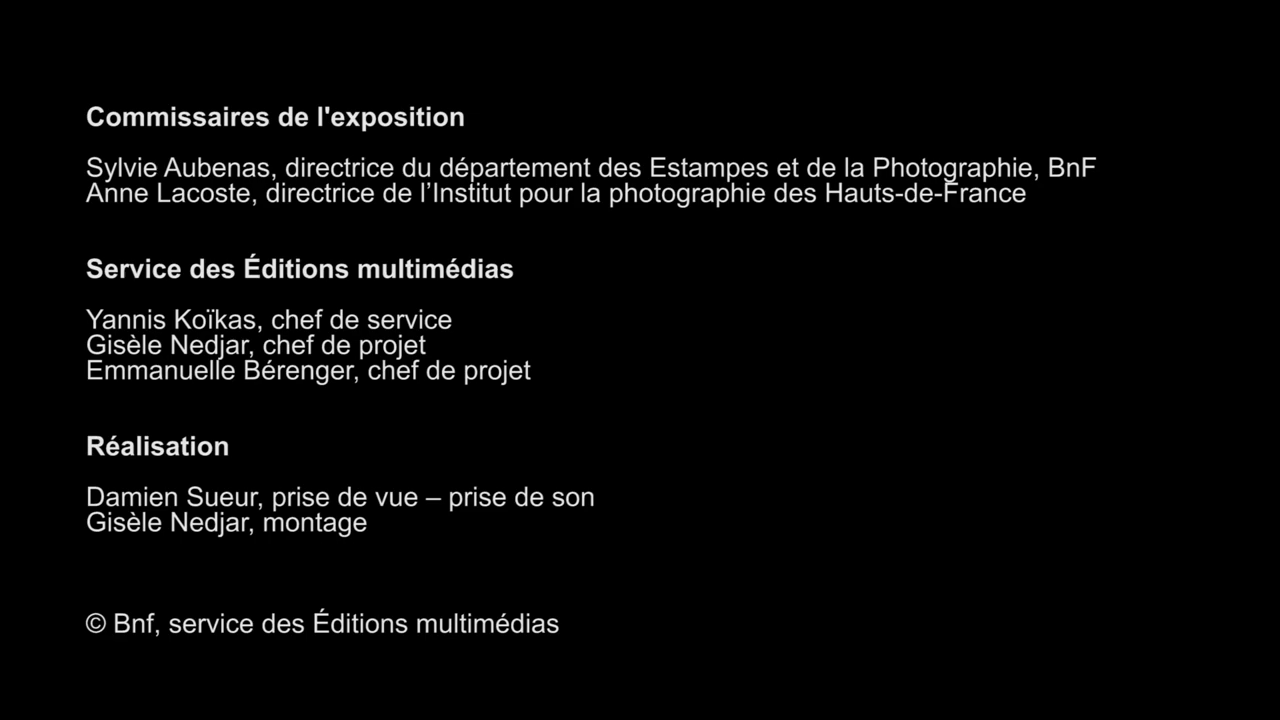 Commissaires de l'exposition
Sylvie Aubenas, directrice du département des Estampes et de la Photographie, BnF
Anne Lacoste, directrice de l’Institut pour la photographie des Hauts-de-France
Service des Éditions multimédias
Yannis Koïkas, chef de service
Gisèle Nedjar, chef de projet
Emmanuelle Bérenger, chef de projet
Réalisation
Damien Sueur, prise de vue – prise de son
Gisèle Nedjar, montage
© Bnf, service des Éditions multimédias